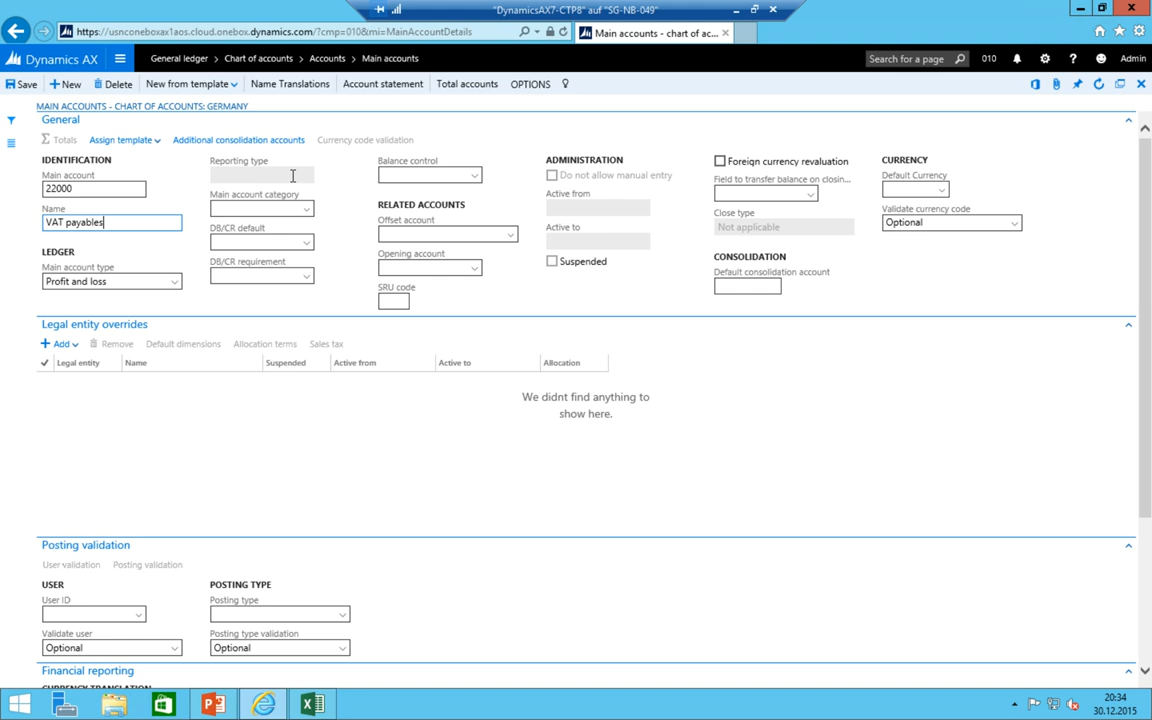 "DynamicsAX7-CTP8" auf "SG-NB-049"
https://usnconeboxax1aos.cloud.onebox.dynamics.com/?cmp=010&mi=MainAccountDetails
Main accounts - chart of ac...
Dynamics AX
General ledger > Chart of accounts > Accounts > Main accounts
Search for a page
010
Admin
Save
New
Delete
New from template
Name Translations
Account statement
Total accounts
OPTIONS
MAIN ACCOUNTS - CHART OF ACCOUNTS: GERMANY
General
Σ Totals
Assign template
Additional consolidation accounts
Currency code validation
IDENTIFICATION
Main account
22000
Name
VAT payables
LEDGER
Main account type
Profit and loss
Reporting type
Main account category
DB/CR default
DB/CR requirement
Balance control
RELATED ACCOUNTS
Offset account
Opening account
SRU code
ADMINISTRATION
Do not allow manual entry
Active from
Active to
Suspended
Foreign currency revaluation
Field to transfer balance on closin...
Close type
Not applicable
CONSOLIDATION
Default consolidation account
CURRENCY
Default Currency
Validate currency code
Optional
Legal entity overrides
Add
Remove
Default dimensions
Allocation terms
Sales tax
Legal entity
Name
Suspended
Active from
Active to
Allocation
We didnt find anything to
show here.
Posting validation
User validation
Posting validation
USER
User ID
Validate user
Optional
POSTING TYPE
Posting type
Posting type validation
Optional
Financial reporting
CURRENCY TRANSLATION
20:34
30.12.2015